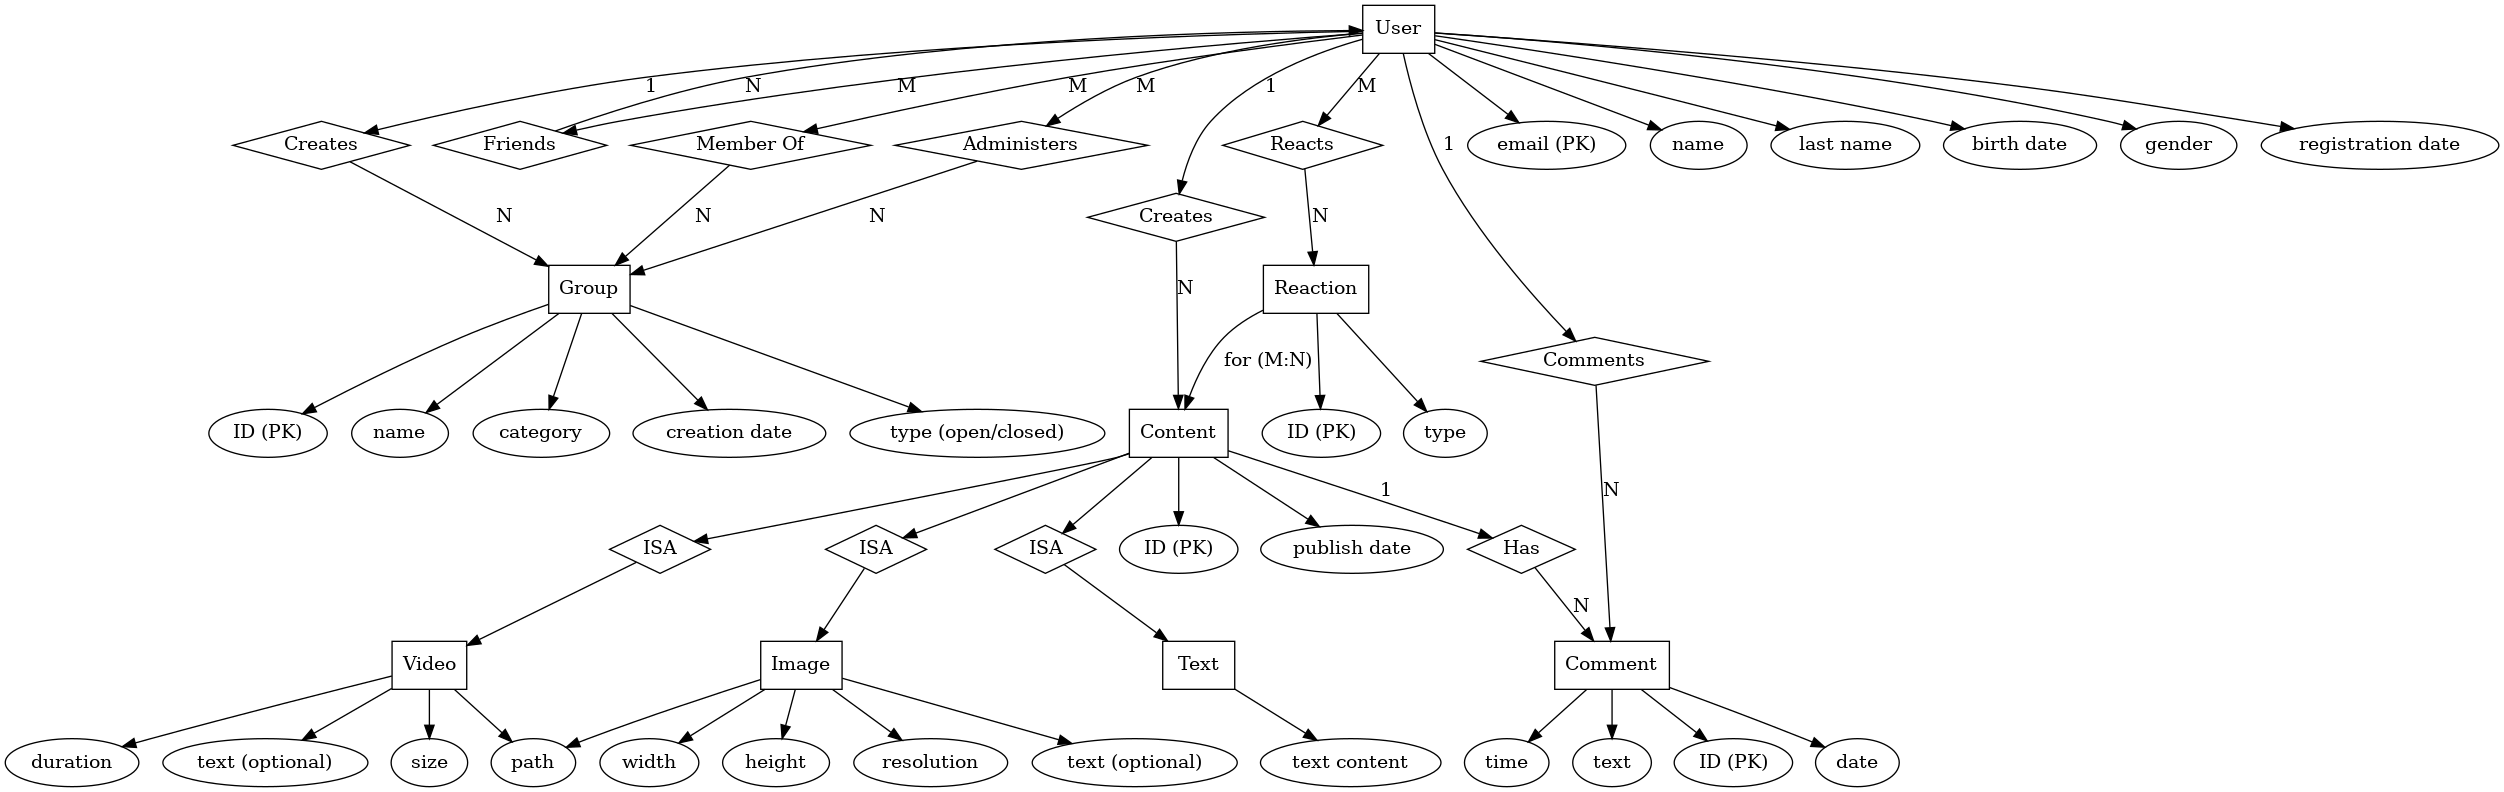 User
1
N
M
M
M
1
M
Creates
Friends
Member Of
Administers
Reacts
1
email (PK)
name
last name
birth date
gender
registration date
N
N
N
Creates
N
Group
N
Reaction
for (M:N)
Comments
ID (PK)
name
category
creation date
type (open/closed)
Content
ID (PK)
type
1
N
ISA
ISA
ISA
ID (PK)
publish date
Has
N
Video
Image
Text
Comment
duration
text (optional)
size
path
width
height
resolution
text (optional)
text content
time
text
ID (PK)
date